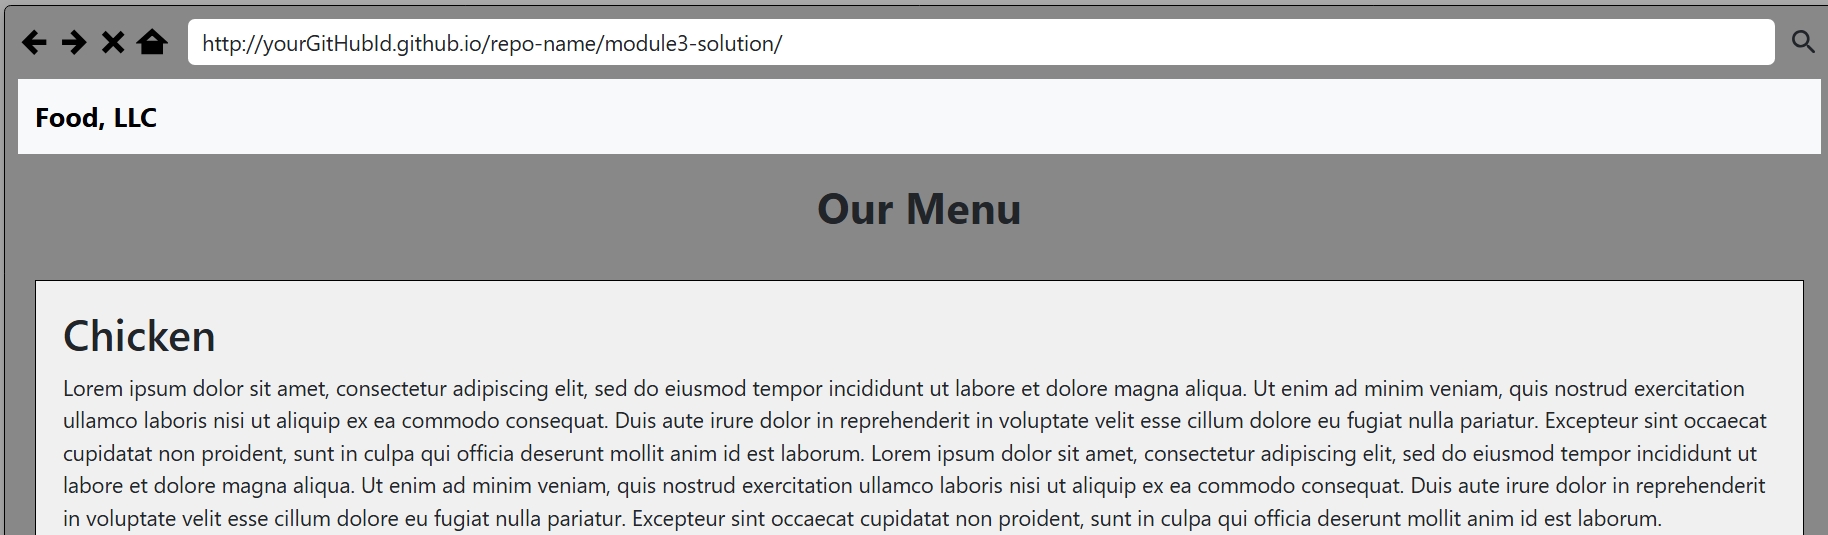 http://yourGitHubId.github.io/repo-name/module3-solution/
Food, LLC
Our Menu
Chicken
Lorem ipsum dolor sit amet, consectetur adipiscing elit, sed do eiusmod tempor incididunt ut labore et dolore magna aliqua. Ut enim ad minim veniam, quis nostrud exercitation
ullamco laboris nisi ut aliquip ex ea commodo consequat. Duis aute irure dolor in reprehenderit in voluptate velit esse cillum dolore eu fugiat nulla pariatur. Excepteur sint occaecat
cupidatat non proident, sunt in culpa qui officia deserunt mollit anim id est laborum. Lorem ipsum dolor sit amet, consectetur adipiscing elit, sed do eiusmod tempor incididunt ut
labore et dolore magna aliqua. Ut enim ad minim veniam, quis nostrud exercitation ullamco laboris nisi ut aliquip ex ea commodo consequat. Duis aute irure dolor in reprehenderit
in voluptate velit esse cillum dolore eu fugiat nulla pariatur. Excepteur sint occaecat cupidatat non proident, sunt in culpa qui officia deserunt mollit anim id est laborum.